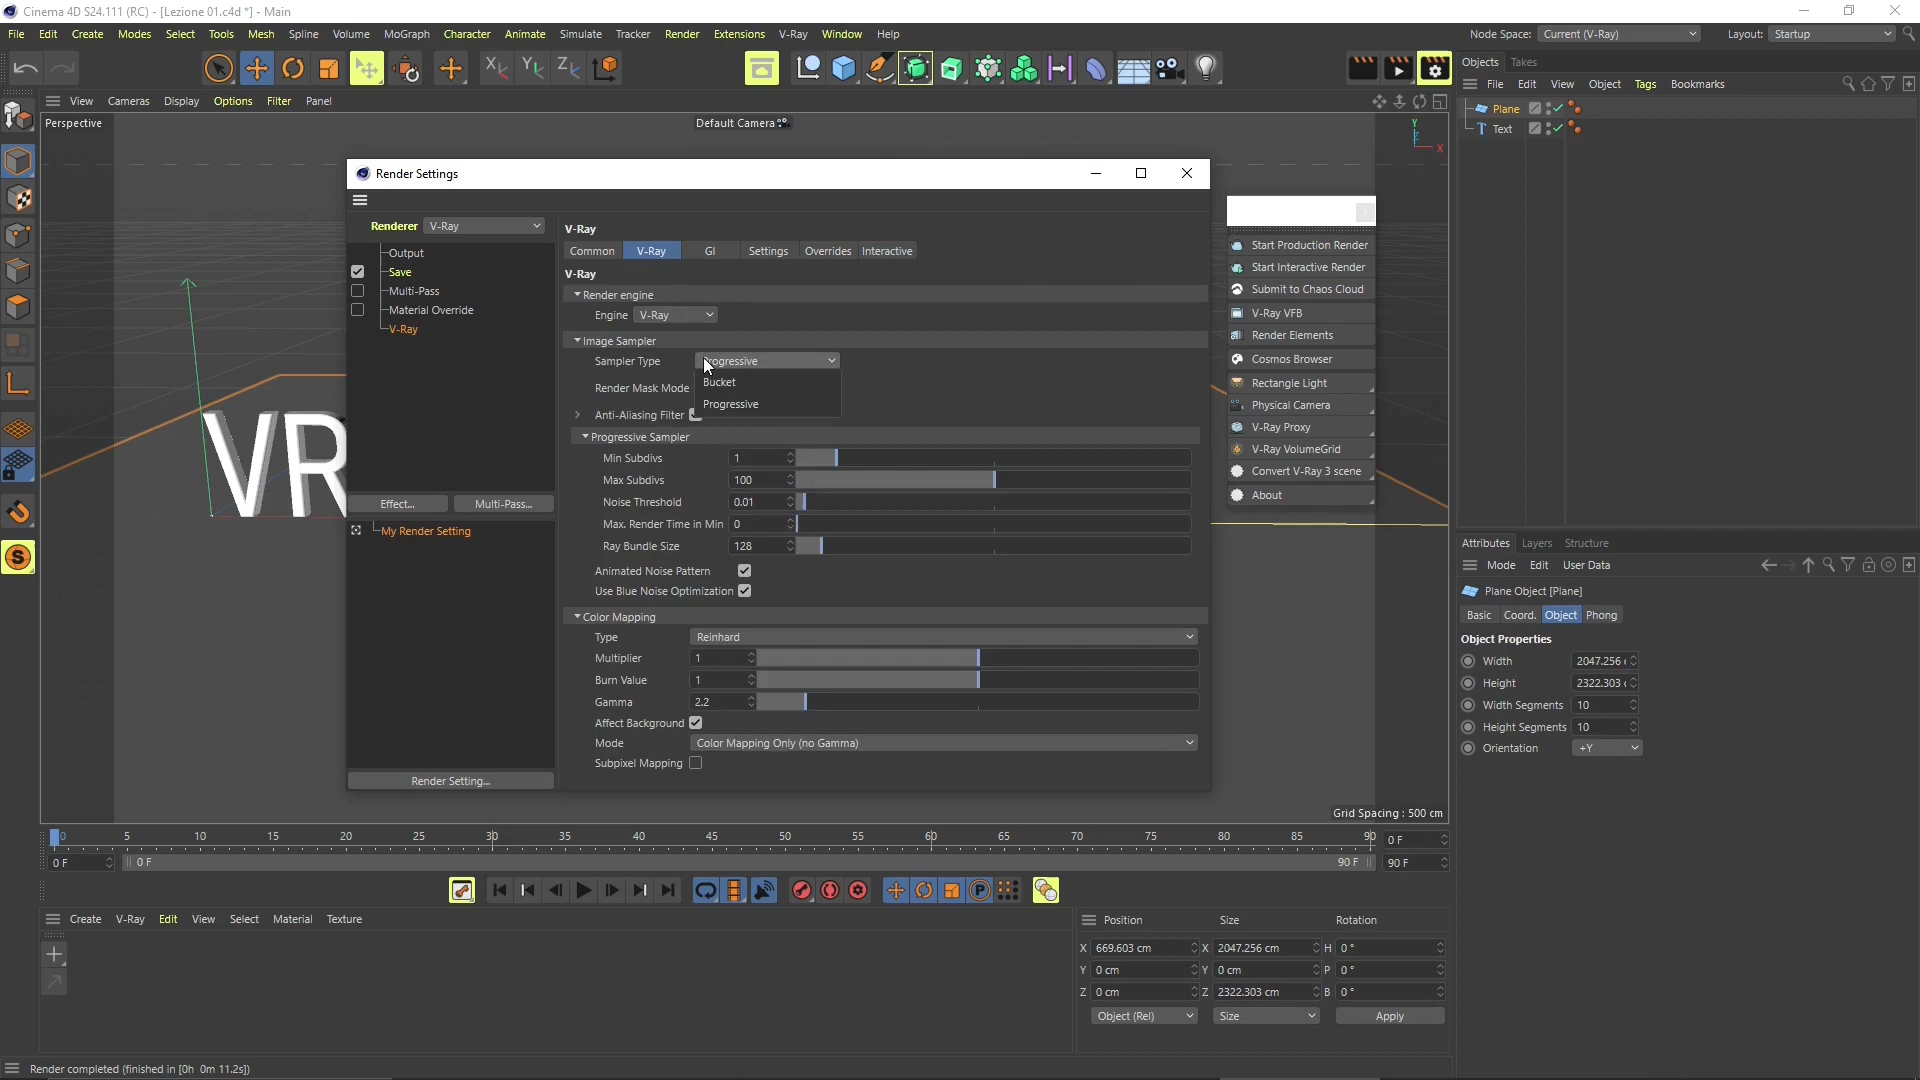 Cinema 4D S24.111 (RC) - [Lezione 01.c4d *] - Main
File Edit Create Modes Select Tools Mesh Spline Volume MoGraph Character Animate Simulate Tracker Render Extensions V-Ray Window Help
Node Space: Current (V-Ray) Layout: Startup
X Y Z
View Cameras Display Options Filter Panel
Perspective
Default Camera
Y
Z
X
VR
Grid Spacing : 500 cm
Render Settings
Renderer V-Ray
Output
Save
Multi-Pass
Material Override
V-Ray
Effect... Multi-Pass...
My Render Setting
Render Setting...
V-Ray
Common V-Ray GI Settings Overrides Interactive
V-Ray
Render engine
Engine V-Ray
Image Sampler
Sampler Type Progressive
Bucket
Render Mask Mode
Progressive
Anti-Aliasing Filter
Progressive Sampler
Min Subdivs 1
Max Subdivs 100
Noise Threshold 0.01
Max. Render Time in Min 0
Ray Bundle Size 128
Animated Noise Pattern
Use Blue Noise Optimization
Color Mapping
Type Reinhard
Multiplier 1
Burn Value 1
Gamma 2.2
Affect Background
Mode Color Mapping Only (no Gamma)
Subpixel Mapping
Start Production Render
Start Interactive Render
Submit to Chaos Cloud
V-Ray VFB
Render Elements
Cosmos Browser
Rectangle Light
Physical Camera
V-Ray Proxy
V-Ray VolumeGrid
Convert V-Ray 3 scene
About
Objects Takes
File Edit View Object Tags Bookmarks
Plane
Text
Attributes Layers Structure
Mode Edit User Data
Plane Object [Plane]
Basic Coord. Object Phong
Object Properties
Width 2047.256
Height 2322.303
Width Segments 10
Height Segments 10
Orientation +Y
0 5 10 15 20 25 30 35 40 45 50 55 60 65 70 75 80 85 90 0 F
0 F 0 F 90 F 90 F
P
S
Create V-Ray Edit View Select Material Texture
Position Size Rotation
X 669.603 cm X 2047.256 cm H 0 °
Y 0 cm Y 0 cm P 0 °
Z 0 cm Z 2322.303 cm B 0 °
Object (Rel) Size Apply
Render completed (finished in [0h 0m 11.2s])